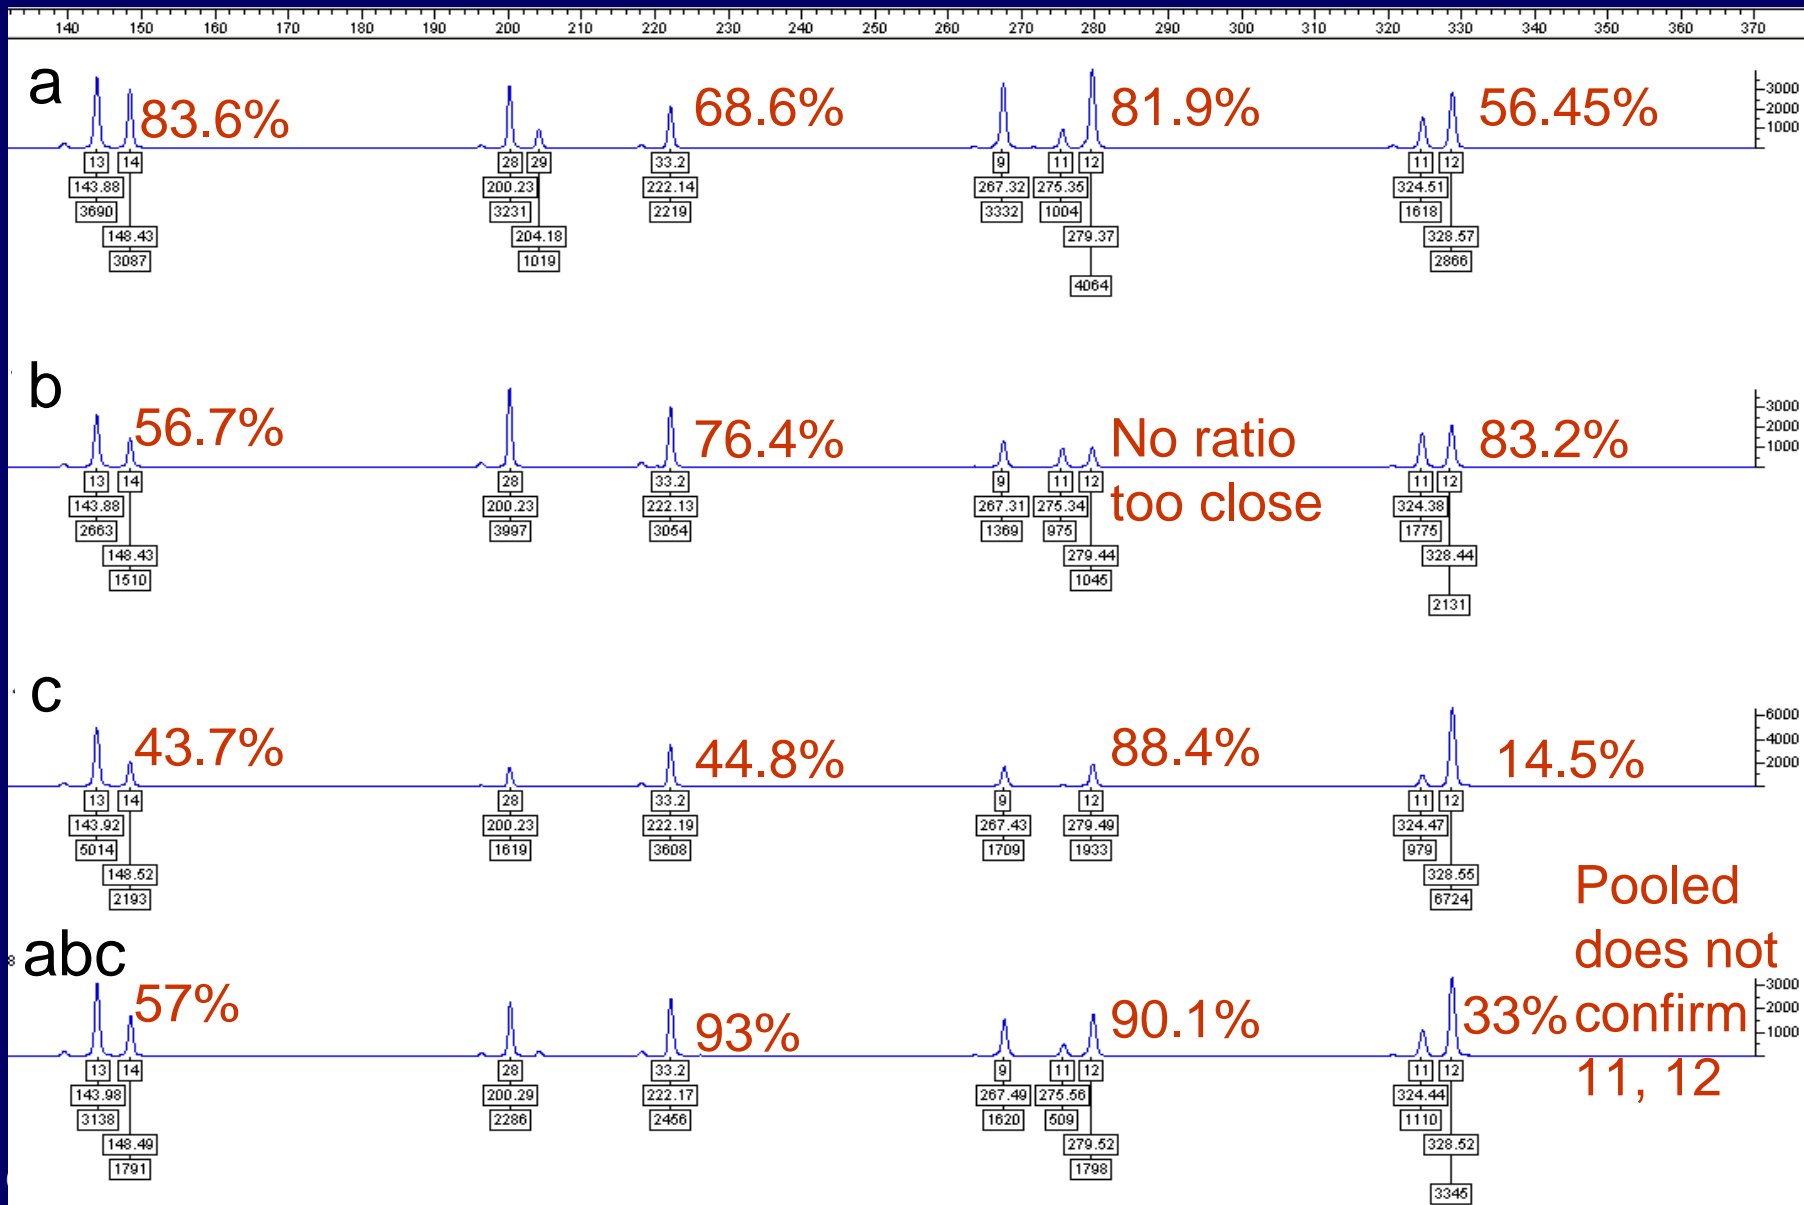 140 150 160 170 180 190 200 210 220 230 240 250 260 270 280 290 300 310 320 330 340 350 360 370
a
83.6% 68.6% 81.9% 56.45%
3000
2000
1000
13 14 28 29 33.2 9 11 12 11 12
143.88 200.23 222.14 267.32 275.35 324.51
3690 3231 2219 3332 1004 1618
148.43 204.18 279.37 328.57
3087 1019 2866
4064
b
56.7% 76.4% No ratio 83.2%
too close
3000
2000
1000
13 14 28 33.2 9 11 12 11 12
143.88 200.23 222.13 267.31 275.34 324.38
2663 3997 3054 1369 975 1775
148.43 279.44 328.44
1510 1045
2131
c
43.7% 44.8% 88.4% 14.5%
6000
4000
2000
13 14 28 33.2 9 12 11 12
143.92 200.23 222.19 267.43 279.49 324.47
5014 1619 3608 1709 1933 979
148.52 328.55
2193 6724
Pooled
does not
confirm
11, 12
8
abc
57% 93% 90.1% 33%
3000
2000
1000
13 14 28 33.2 9 11 12 11 12
143.98 200.29 222.17 267.49 275.56 324.44
3138 2286 2456 1620 509 1110
148.49 279.52 328.52
1791 1798
3345